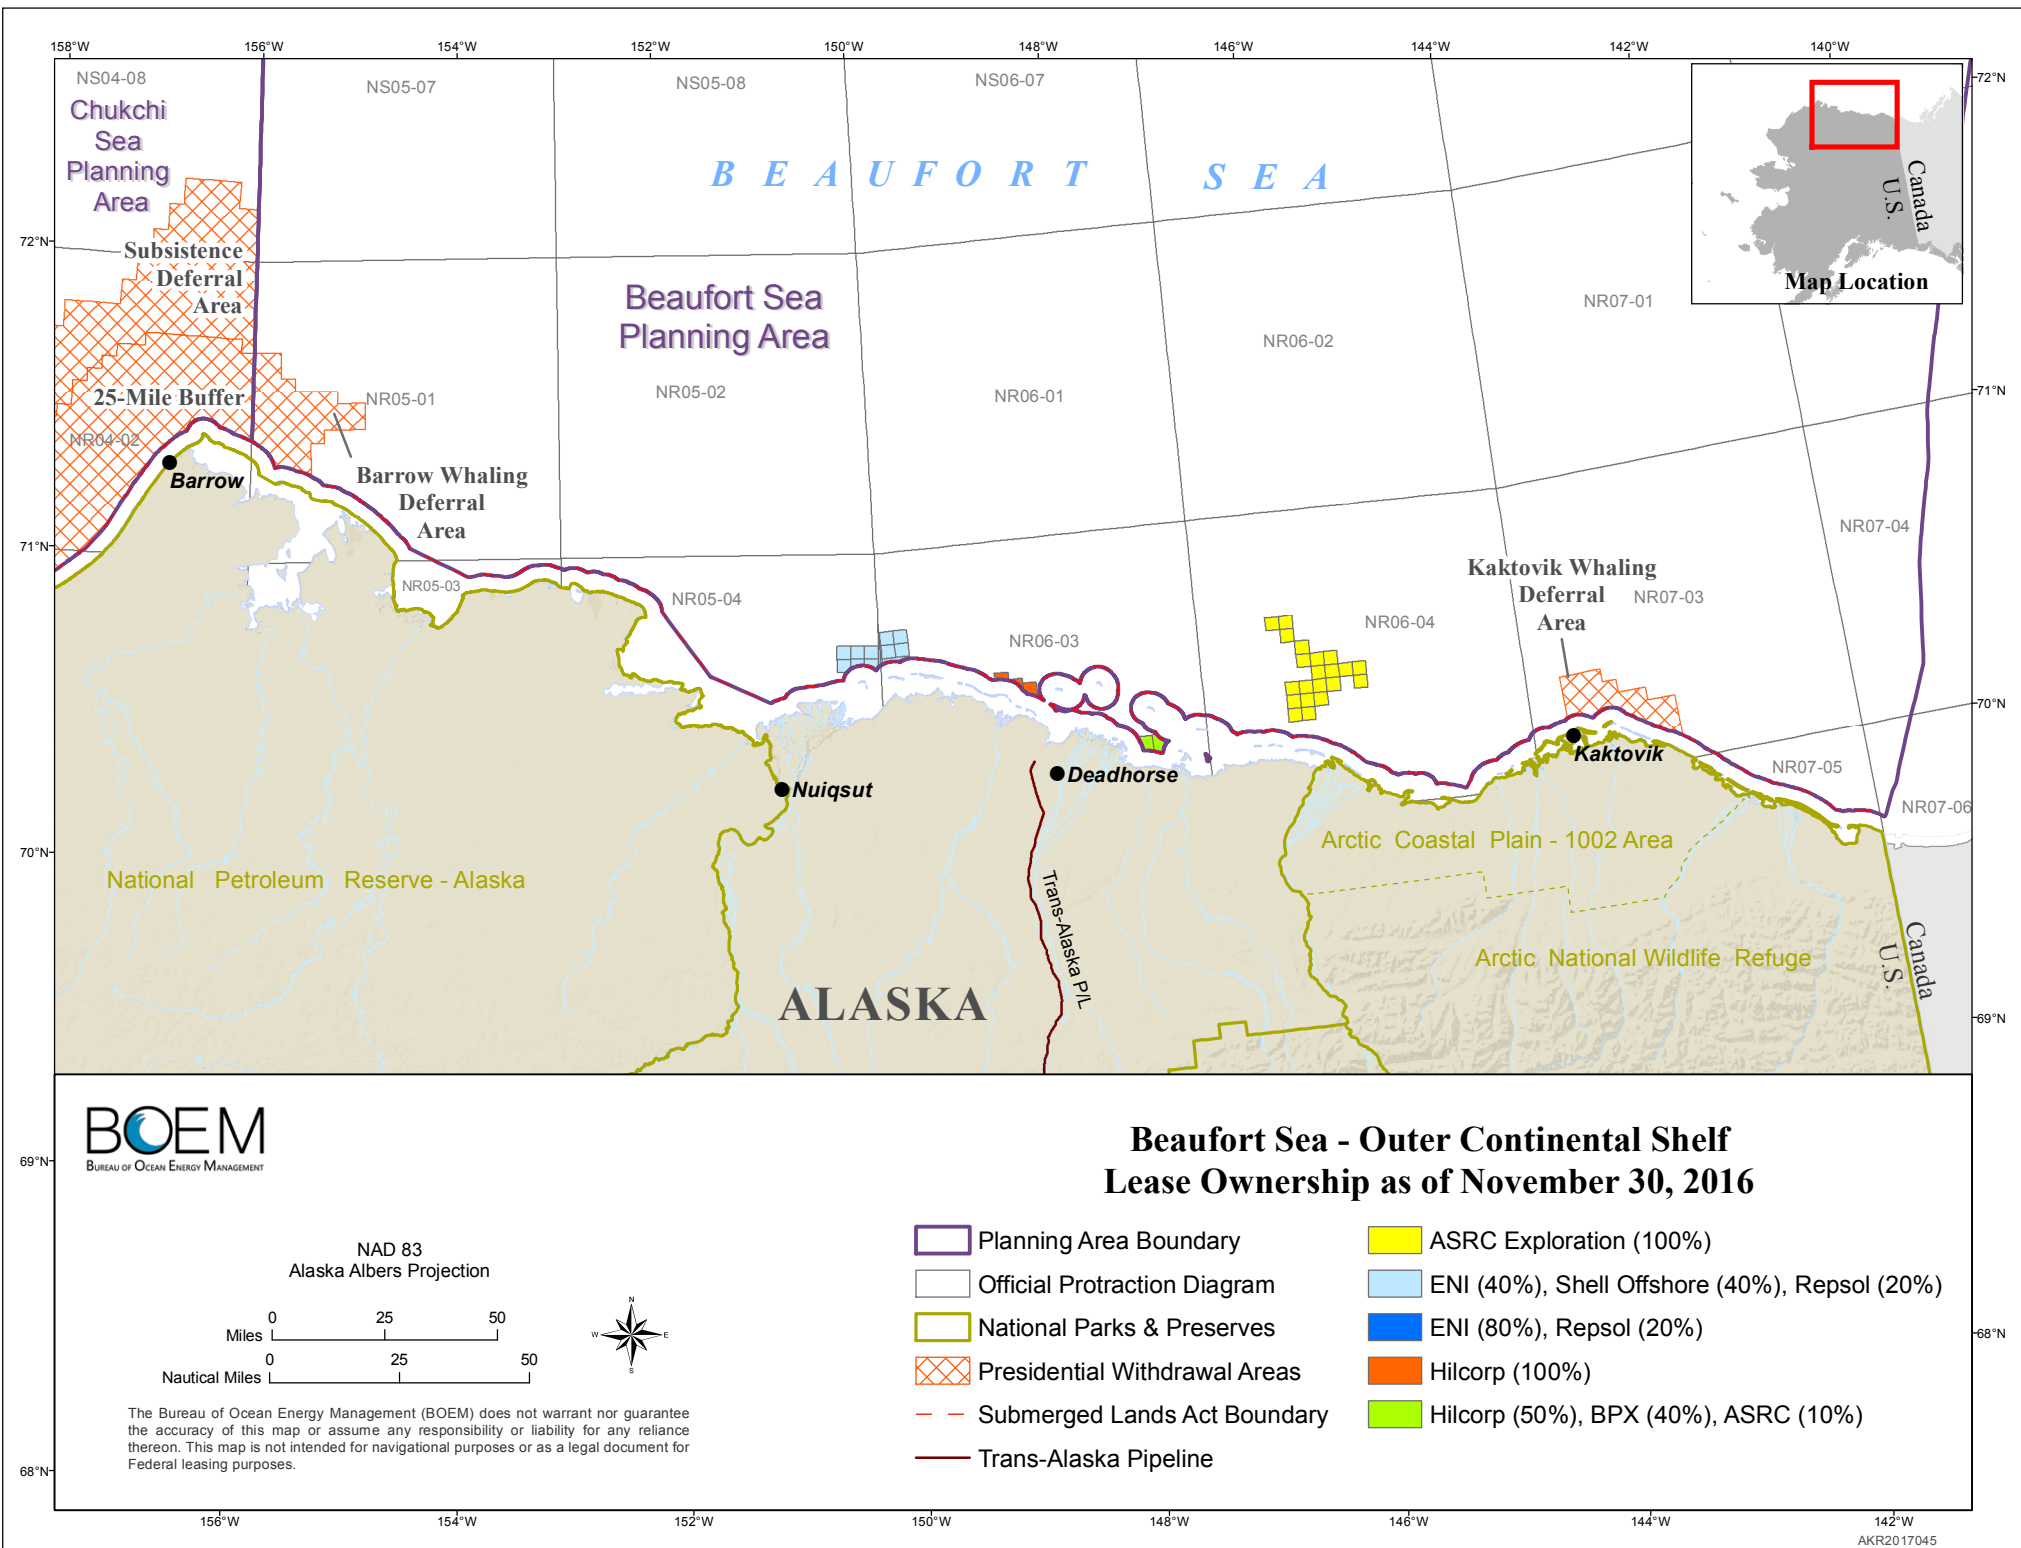 158°W 156°W 154°W 152°W 150°W 148°W 146°W 144°W 142°W 140°W
NS04-08
NS05-07
NS05-08
NS06-07
72°N
Chukchi
Sea
Planning
Area
BEAUFORT SEA
Canada
U.S.
Map Location
72°N
Subsistence
Deferral
Area
Beaufort Sea
Planning Area
NR07-01
NR06-02
NR05-02
NR06-01
71°N
25-Mile Buffer
NR05-01
NR04-02
Barrow
Barrow Whaling
Deferral
Area
NR07-04
71°N
NR05-03
NR05-04
Kaktovik Whaling
Deferral
Area
NR07-03
NR06-04
NR06-03
70°N
Kaktovik
Deadhorse
NR07-05
Nuiqsut
NR07-06
Arctic Coastal Plain - 1002 Area
70°N
National Petroleum Reserve - Alaska
Trans-Alaska P/L
Arctic National Wildlife Refuge
Canada
U.S.
ALASKA
69°N
BOEM
BUREAU OF OCEAN ENERGY MANAGEMENT
69°N
Beaufort Sea - Outer Continental Shelf
Lease Ownership as of November 30, 2016
NAD 83
Alaska Albers Projection
0 25 50
Miles
0 25 50
Nautical Miles
N
W E
S
Planning Area Boundary
Official Protraction Diagram
National Parks & Preserves
Presidential Withdrawal Areas
Submerged Lands Act Boundary
Trans-Alaska Pipeline
ASRC Exploration (100%)
ENI (40%), Shell Offshore (40%), Repsol (20%)
ENI (80%), Repsol (20%)
Hilcorp (100%)
Hilcorp (50%), BPX (40%), ASRC (10%)
68°N
The Bureau of Ocean Energy Management (BOEM) does not warrant nor guarantee
the accuracy of this map or assume any responsibility or liability for any reliance
thereon. This map is not intended for navigational purposes or as a legal document for
Federal leasing purposes.
68°N
156°W 154°W 152°W 150°W 148°W 146°W 144°W 142°W
AKR2017045